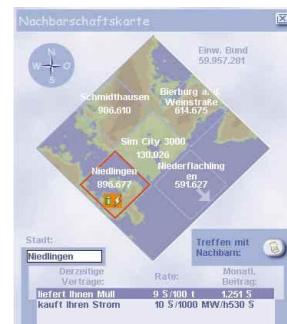 Nachbarschaftskarte
N
W O
S
Einw. Bund
59.957.201
Schmidthausen
906.610
Bierburg a. d.
Weinstraße
614.675
Sim City 3000
130.026
Niedlingen
896.677
Niederflachling
en
591.627
Stadt:
Niedlingen
Treffen mit
Nachbarn:
Derzeitige
Verträge:
Rate:
Monatl.
Beitrag:
liefert Ihnen Müll 9 $/100 t 1.251 $
kauft Ihren Strom 10 $/1000 MW/h530 $